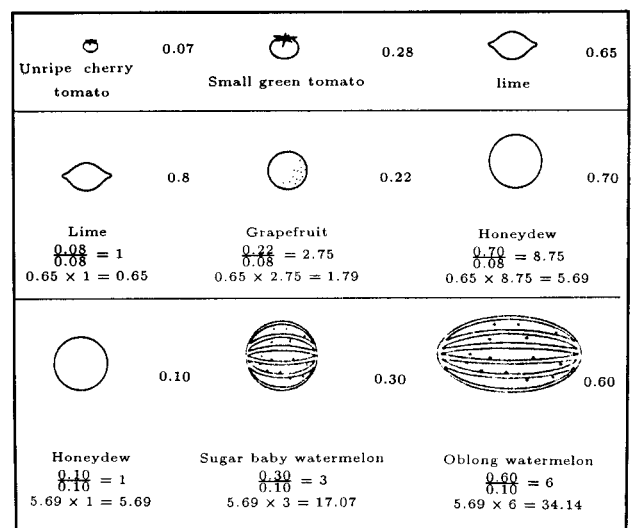 0.07
Unripe cherry
tomato
0.28
Small green tomato
0.65
lime
0.8
Lime
0.08/0.08 = 1
0.65 × 1 = 0.65
0.22
Grapefruit
0.22/0.08 = 2.75
0.65 × 2.75 = 1.79
0.70
Honeydew
0.70/0.08 = 8.75
0.65 × 8.75 = 5.69
0.10
Honeydew
0.10/0.10 = 1
5.69 × 1 = 5.69
0.30
Sugar baby watermelon
0.30/0.10 = 3
5.69 × 3 = 17.07
0.60
Oblong watermelon
0.60/0.10 = 6
5.69 × 6 = 34.14